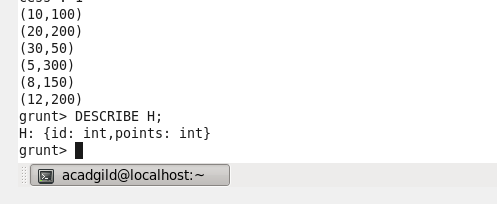 (10,100)
(20,200)
(30,50)
(5,300)
(8,150)
(12,200)
grunt> DESCRIBE H;
H: {id: int,points: int}
grunt>
acadgild@localhost:~